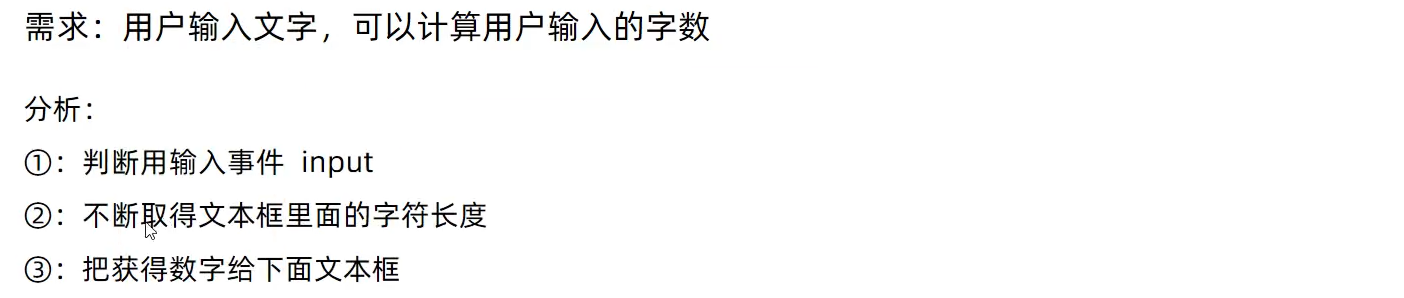 需求：用户输入文字，可以计算用户输入的字数
分析：
①：判断用输入事件 input
②：不断取得文本框里面的字符长度
③：把获得数字给下面文本框